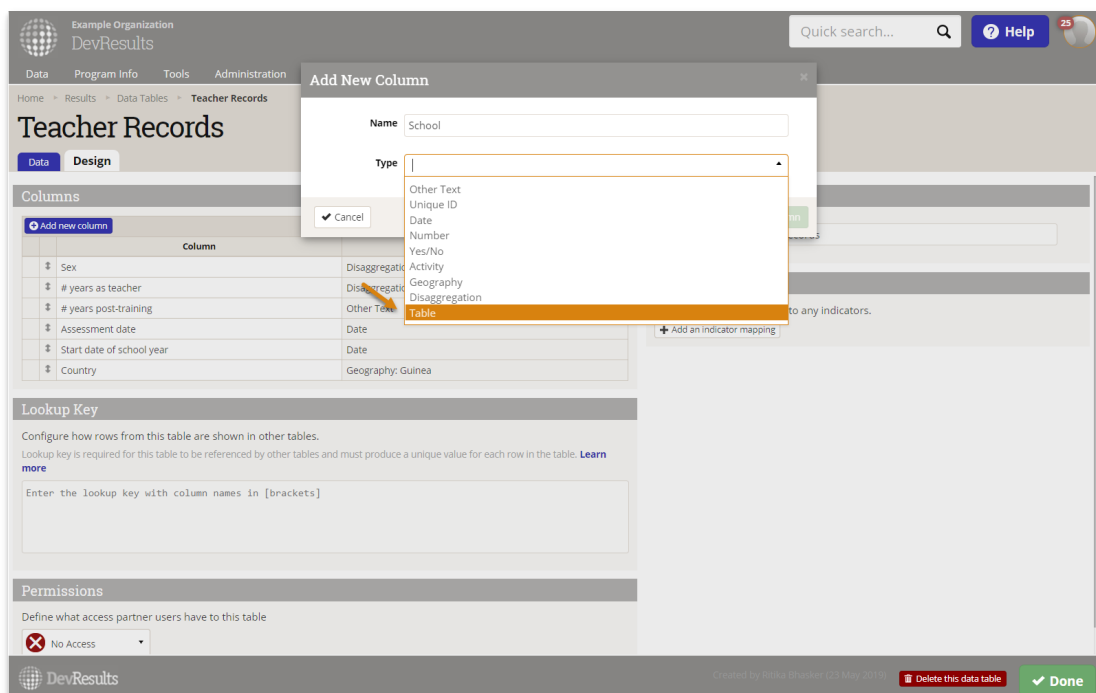 Example Organization
DevResults
Quick search...
Help
25
Data Program Info Tools Administration
Add New Column
×
Home Results Data Tables Teacher Records
Teacher Records
Name School
Type
Data Design
Other Text
Unique ID
Date
Number
Yes/No
Activity
Geography
Disaggregation
Table
Cancel
Columns
Add new column
Column
Sex Disaggregatio
# years as teacher Disaggregatio
# years post-training Other Text
Assessment date Date
Start date of school year Date
Country Geography: Guinea
to any indicators.
Add an indicator mapping
Lookup Key
Configure how rows from this table are shown in other tables.
Lookup key is required for this table to be referenced by other tables and must produce a unique value for each row in the table. Learn
more
Enter the lookup key with column names in [brackets]
Permissions
Define what access partner users have to this table
No Access
DevResults
Delete this data table
Done